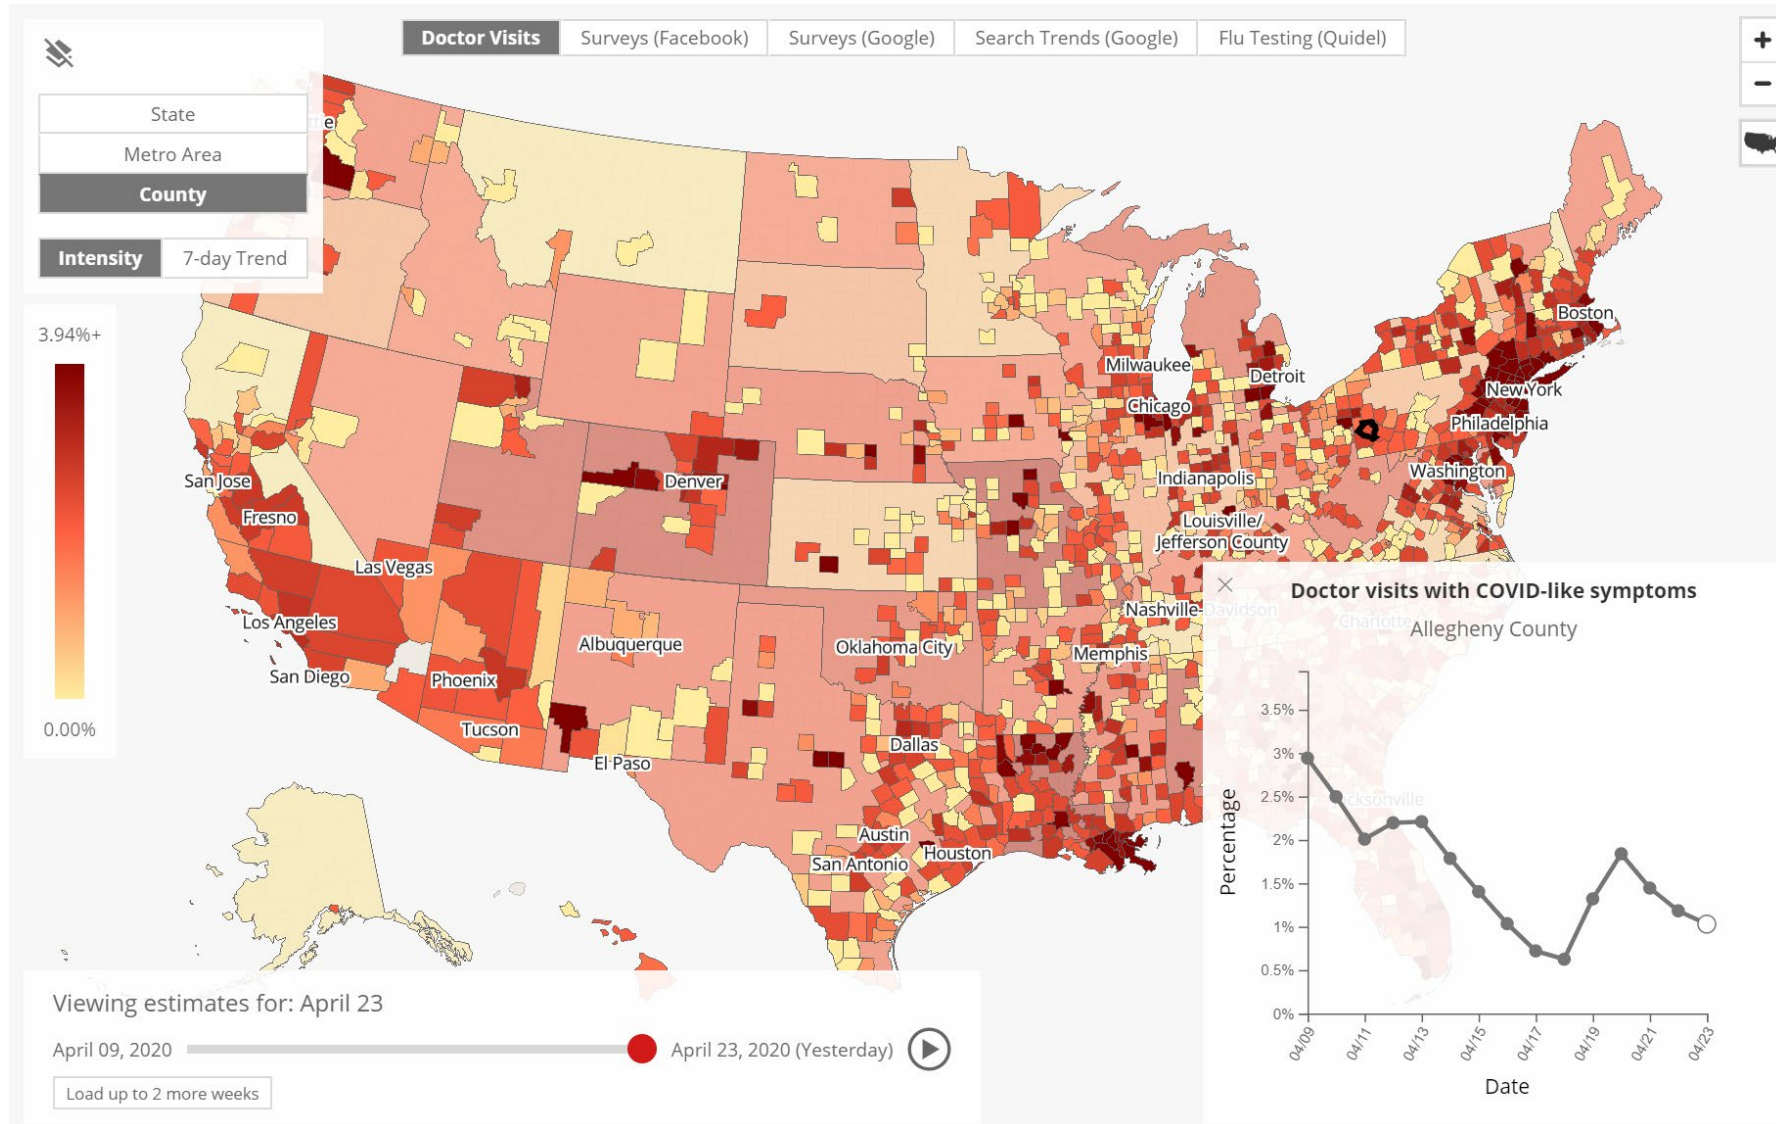 Doctor Visits
Surveys (Facebook)
Surveys (Google)
Search Trends (Google)
Flu Testing (Quidel)
+
−
State
Metro Area
County
Intensity
7-day Trend
3.94%+
0.00%
Boston
Milwaukee
Detroit
New York
Chicago
Philadelphia
Washington
San Jose
Denver
Indianapolis
Fresno
Louisville/
Jefferson County
Las Vegas
Los Angeles
Nashville-Davidson
Charlotte
Albuquerque
Oklahoma City
Memphis
San Diego
Phoenix
Tucson
Dallas
El Paso
Austin
San Antonio
Houston
Doctor visits with COVID-like symptoms
Allegheny County
Percentage
3.5%
3%
2.5%
2%
1.5%
1%
0.5%
0%
04/09
04/11
04/13
04/15
04/17
04/19
04/21
04/23
Date
Viewing estimates for: April 23
April 09, 2020
April 23, 2020 (Yesterday)
Load up to 2 more weeks